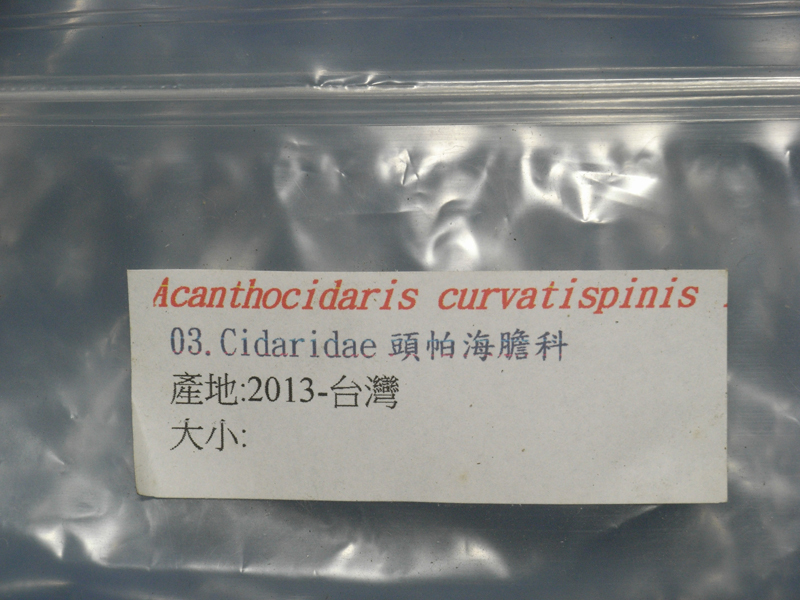 Acanthocidaris curvatispinis
03.Cidaridae 頭帕海膽科
產地:2013-台灣
大小: